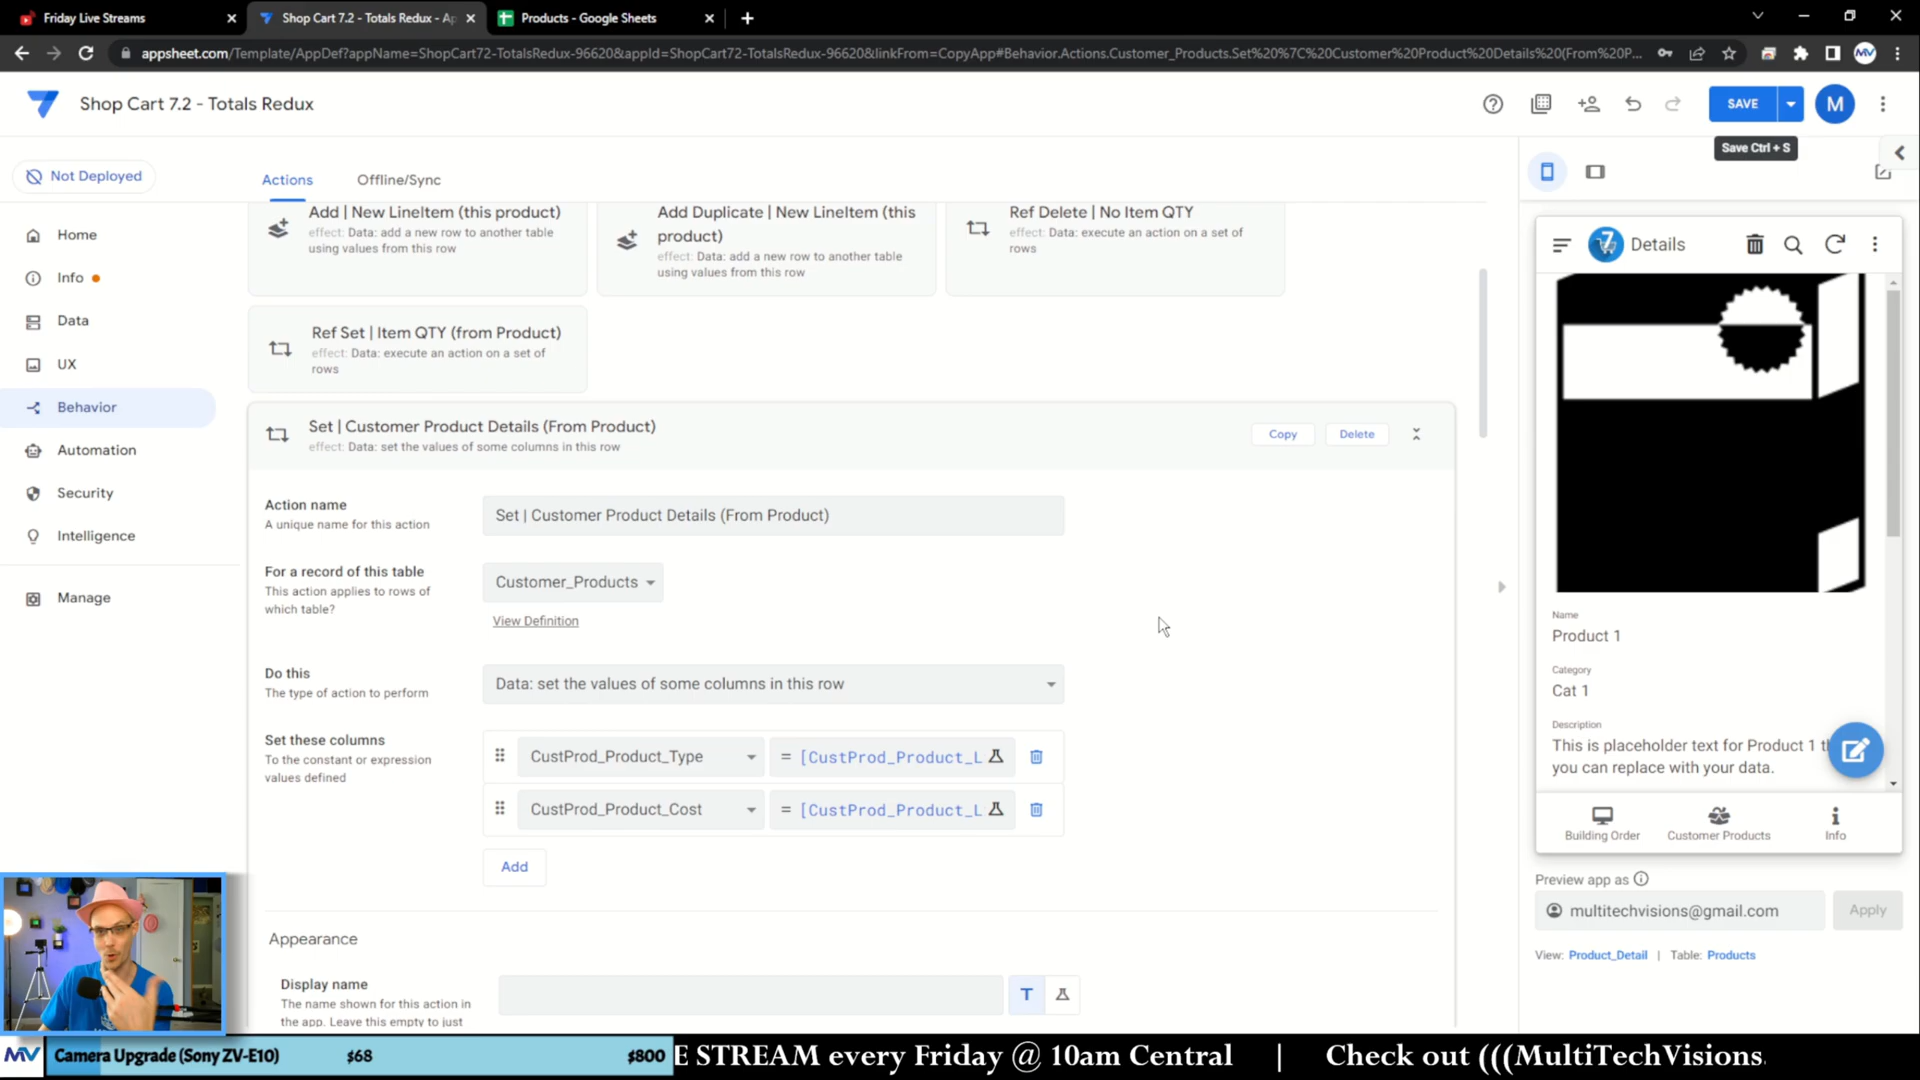 Friday Live Streams
Shop Cart 7.2 - Totals Redux - Ap
Products - Google Sheets
appsheet.com/Template/AppDef?appName=ShopCart72-TotalsRedux-96620&appId=ShopCart72-TotalsRedux-96620&linkFrom=CopyApp#Behavior.Actions.Customer_Products.Set%20%7C%20Customer%20Product%20Details%20(From%20P...
MV
Shop Cart 7.2 - Totals Redux
SAVE
M
Save Ctrl + S
Not Deployed
Actions
Offline/Sync
Home
Info
Data
UX
Behavior
Automation
Security
Intelligence
Manage
Add | New LineItem (this product)
effect: Data: add a new row to another table
using values from this row
Add Duplicate | New LineItem (this
product)
effect: Data: add a new row to another table
using values from this row
Ref Delete | No Item QTY
effect: Data: execute an action on a set of
rows
Ref Set | Item QTY (from Product)
effect: Data: execute an action on a set of
rows
Set | Customer Product Details (From Product)
effect: Data: set the values of some columns in this row
Copy
Delete
Action name
A unique name for this action
Set | Customer Product Details (From Product)
For a record of this table
This action applies to rows of
which table?
Customer_Products
View Definition
Do this
The type of action to perform
Data: set the values of some columns in this row
Set these columns
To the constant or expression
values defined
CustProd_Product_Type
= [CustProd_Product_L
CustProd_Product_Cost
= [CustProd_Product_L
Add
Appearance
Display name
The name shown for this action in
the app. Leave this empty to just
T
7
Details
Name
Product 1
Category
Cat 1
Description
This is placeholder text for Product 1 th
you can replace with your data.
Building Order
Customer Products
Info
Preview app as
multitechvisions@gmail.com
Apply
View: Product_Detail | Table: Products
MV
Camera Upgrade (Sony ZV-E10)
$68
$800
E STREAM every Friday @ 10am Central | Check out (((MultiTechVisions.